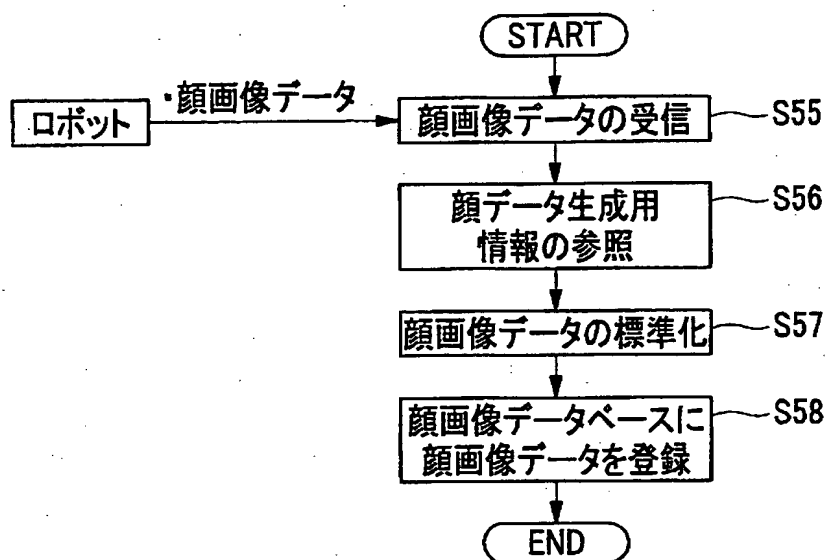 START
・顔画像データ
ロボット
顔画像データの受信
S55
顔データ生成用
情報の参照
S56
顔画像データの標準化
S57
顔画像データベースに
顔画像データを登録
S58
END